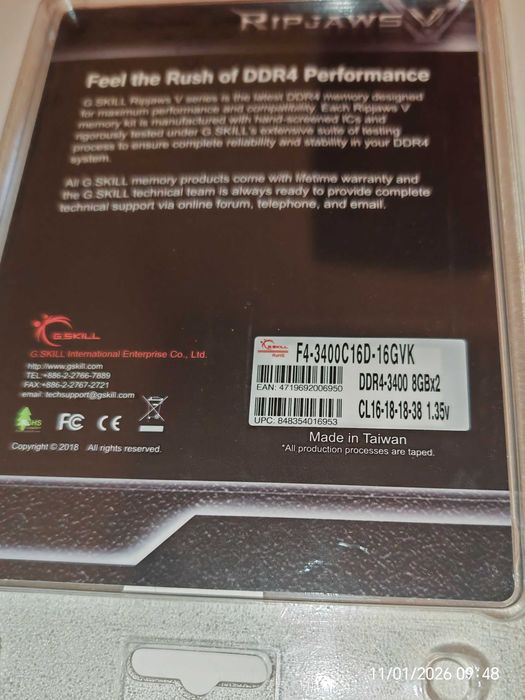 RIPJAWS V
Feel the Rush of DDR4 Performance
G.SKILL Ripjaws V series is the latest DDR4 memory designed
for maximum performance and compatibility. Each Ripjaws V
memory kit is manufactured with hand-screened ICs and
rigorously tested under G.SKILL's extensive suite of testing
process to ensure complete reliability and stability in your DDR4
system.
All G.SKILL memory products come with lifetime warranty and
the G.SKILL technical team is always ready to provide complete
technical support via online forum, telephone, and email.
G.SKILL
G.SKILL International Enterprise Co., Ltd.
http://www.gskill.com
TEL:+886-2-2766-7889
FAX:+886-2-2767-2721
email: techsupport@gskill.com
RoHS
FC CE
Copyright © 2018 All rights reserved.
G.SKILL
RoHS
F4-3400C16D-16GVK
EAN: 4719692006950
DDR4-3400 8GBx2
UPC: 848354016953
CL16-18-18-38 1.35v
Made in Taiwan
*All production processes are taped.
11/01/2026 09:48